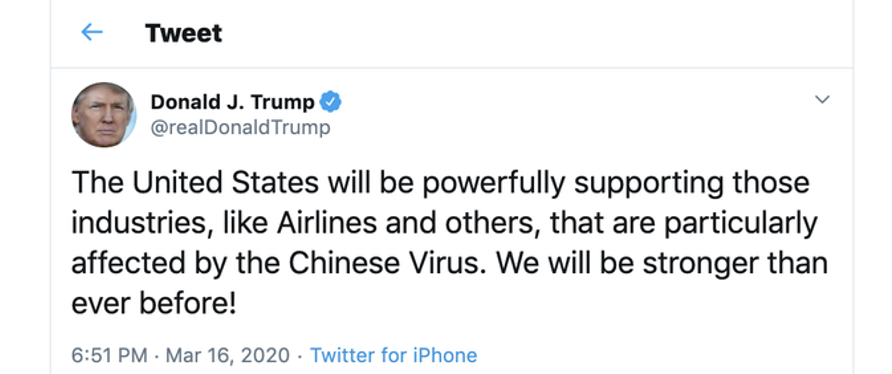 Tweet
Donald J. Trump
@realDonaldTrump
The United States will be powerfully supporting those
industries, like Airlines and others, that are particularly
affected by the Chinese Virus. We will be stronger than
ever before!
6:51 PM · Mar 16, 2020 · Twitter for iPhone